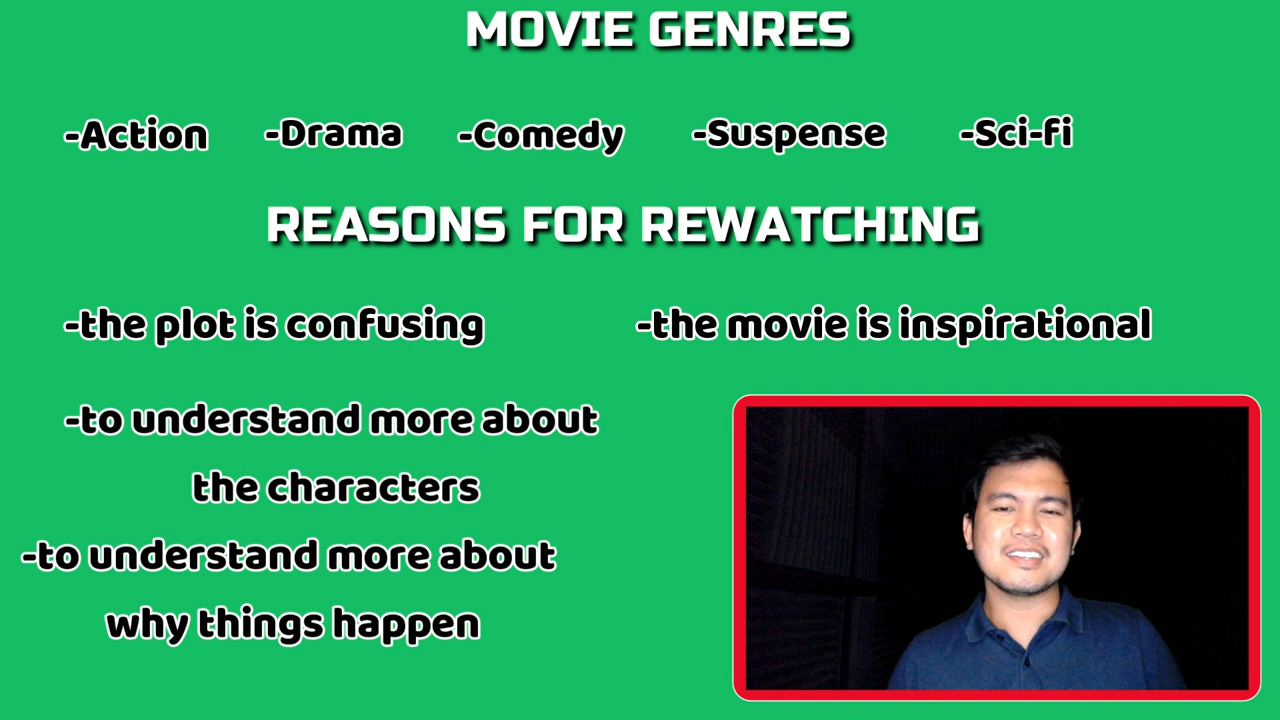 MOVIE GENRES
-Action -Drama -Comedy -Suspense -Sci-fi
REASONS FOR REWATCHING
-the plot is confusing -the movie is inspirational
-to understand more about
the characters
-to understand more about
why things happen